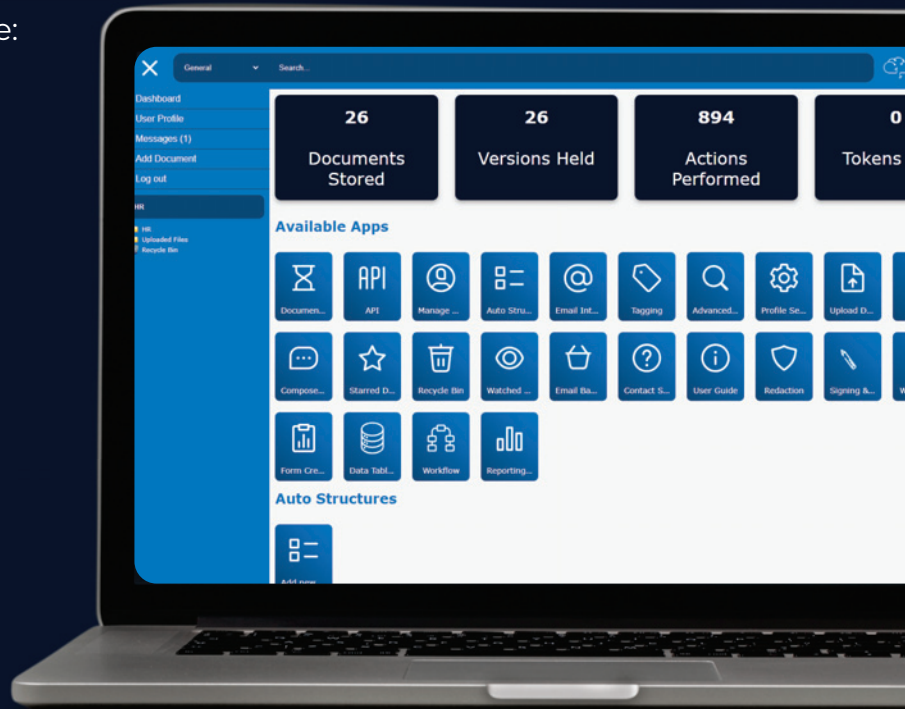 e:
General
Search...
Dashboard
User Profile
Messages (1)
Add Document
Log out
HR
HR
Uploaded Files
Recycle Bin
26
Documents
Stored
26
Versions Held
894
Actions
Performed
0
Tokens
Available Apps
Documen...
API
API
Manage ...
Auto Stru...
Email Int...
Tagging
Advanced...
Profile Se...
Upload D...
Compose...
Starred D...
Recycle Bin
Watched ...
Email Ba...
Contact S...
User Guide
Redaction
Signing &...
W
Form Cre...
Data Tabl...
Workflow
Reporting...
Auto Structures
Add new